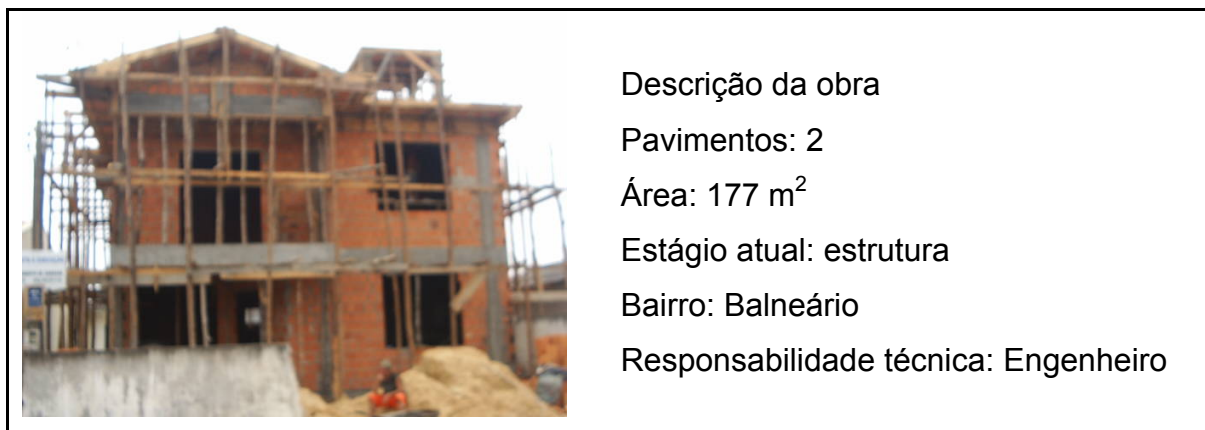 Descrição da obra
Pavimentos: 2
Área: 177 m²
Estágio atual: estrutura
Bairro: Balneário
Responsabilidade técnica: Engenheiro